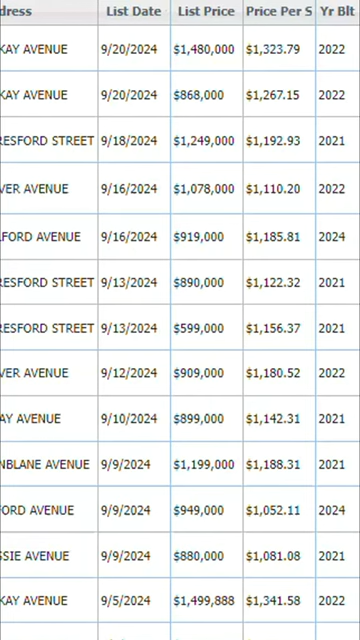 dress List Date List Price Price Per S Yr Blt
KAY AVENUE 9/20/2024 $1,480,000 $1,323.79 2022
KAY AVENUE 9/20/2024 $868,000 $1,267.15 2022
RESFORD STREET 9/18/2024 $1,249,000 $1,192.93 2021
VER AVENUE 9/16/2024 $1,078,000 $1,110.20 2022
LFORD AVENUE 9/16/2024 $919,000 $1,185.81 2024
RESFORD STREET 9/13/2024 $890,000 $1,122.32 2021
RESFORD STREET 9/13/2024 $599,000 $1,156.37 2021
VER AVENUE 9/12/2024 $909,000 $1,180.52 2022
AY AVENUE 9/10/2024 $899,000 $1,142.31 2021
NBLANE AVENUE 9/9/2024 $1,199,000 $1,188.31 2021
FORD AVENUE 9/9/2024 $949,000 $1,052.11 2024
SSIE AVENUE 9/9/2024 $880,000 $1,081.08 2021
KAY AVENUE 9/5/2024 $1,499,888 $1,341.58 2022